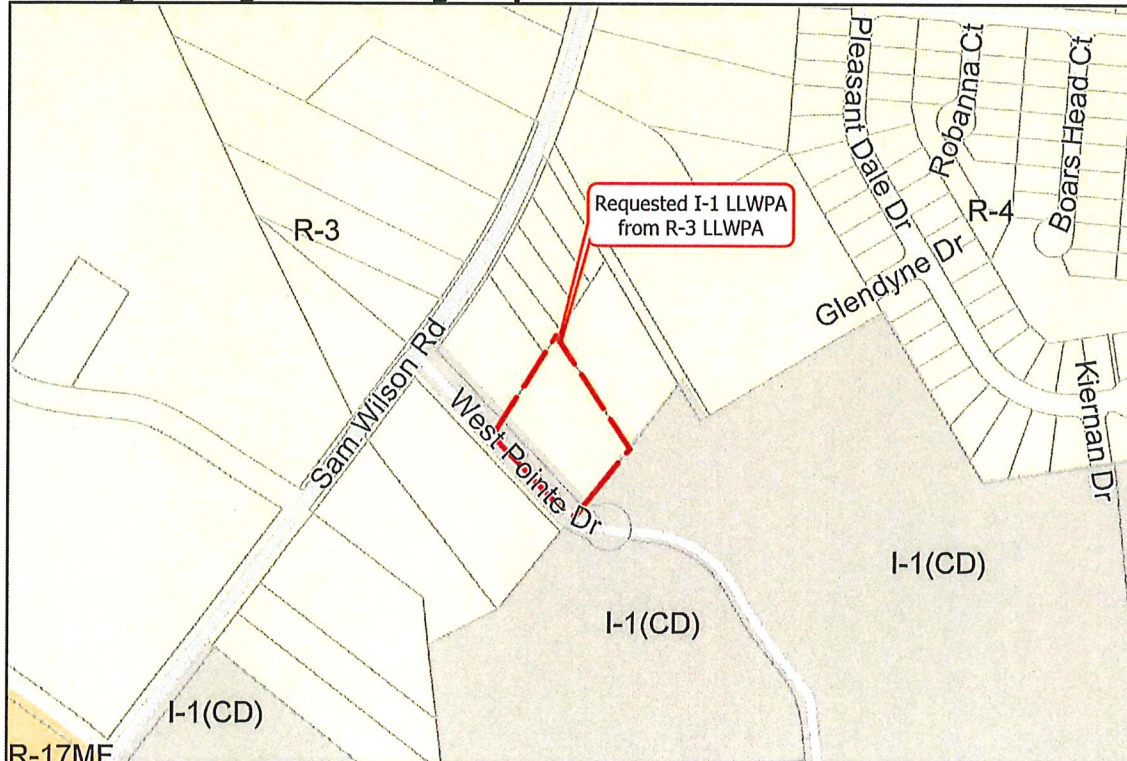 Pleasant Dale Dr
Robanna Ct
Boars Head Ct
Requested I-1 LLWPA
from R-3 LLWPA
R-3
R-4
Glendyne Dr
Sam Wilson Rd
West Pointe Dr
Kiernan Dr
I-1(CD)
I-1(CD)
I-1(CD)
R-17MF